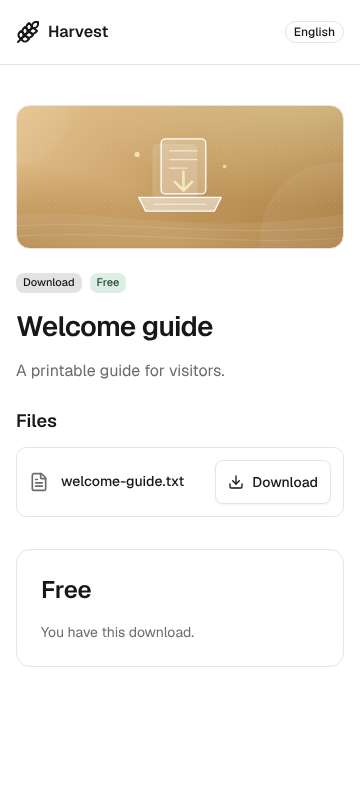 Harvest
English
Download
Free
Welcome guide
A printable guide for visitors.
Files
welcome-guide.txt
Download
Free
You have this download.